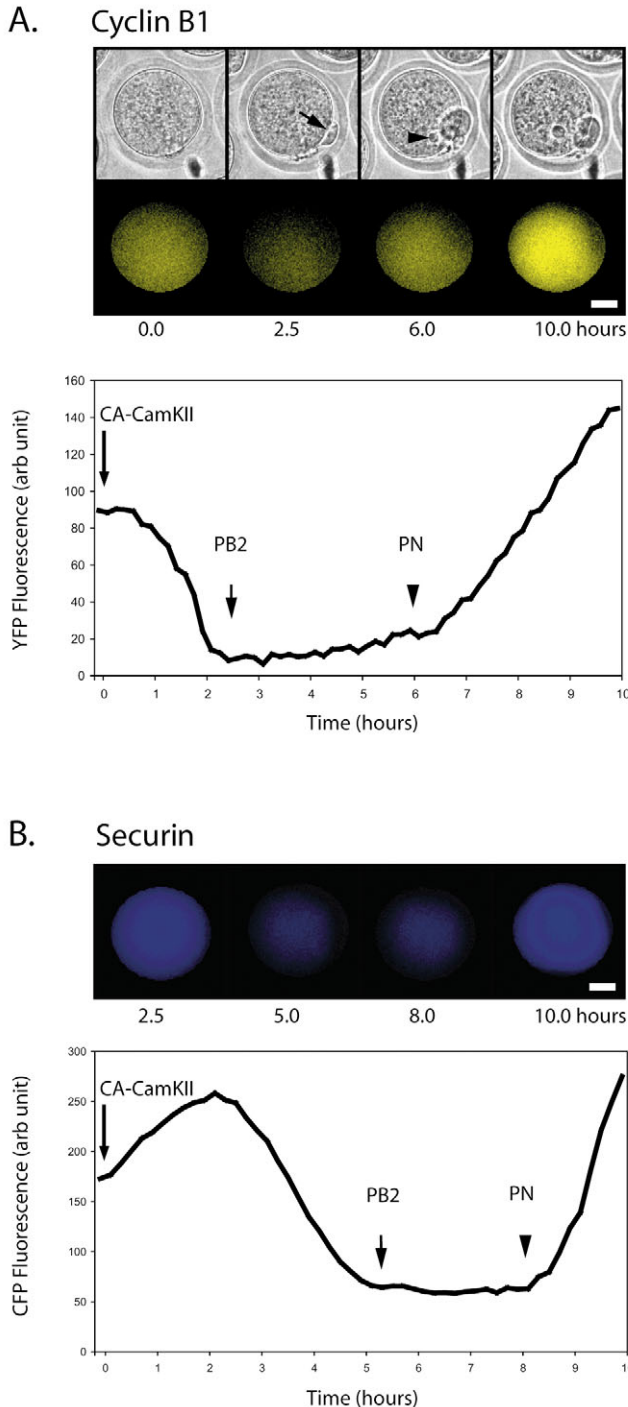 A. Cyclin B1
0.0 2.5 6.0 10.0 hours
160
140
120
100
80
60
40
20
0
YFP Fluorescence (arb unit)
CA-CamKII
PB2
PN
0 1 2 3 4 5 6 7 8 9 10
Time (hours)
B. Securin
2.5 5.0 8.0 10.0 hours
300
250
200
150
100
50
0
CFP Fluorescence (arb unit)
CA-CamKII
PB2
PN
0 1 2 3 4 5 6 7 8 9 10
Time (hours)